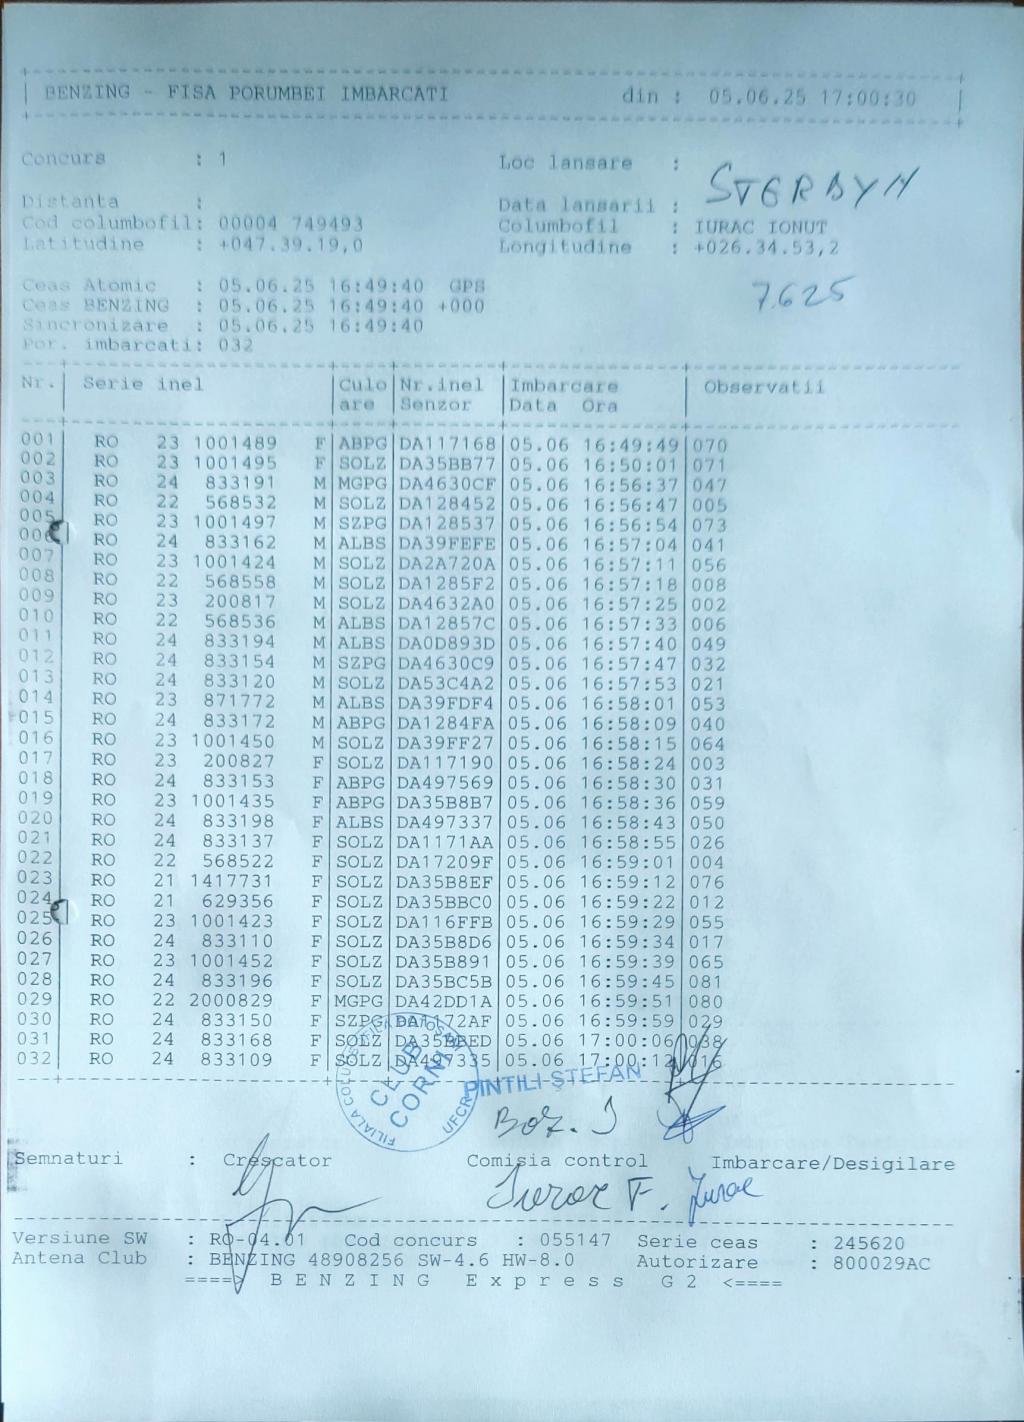 BENZING - FISA PORUMBEI IMBARCATI din : 05.06.25 17:00:30
Concurs : 1 Loc lansare :
STERDYN
Distanta : Data lansarii :
Cod columbofil: 00004 749493 Columbofil : IURAC IONUT
Latitudine : +047.39.19,0 Longitudine : +026.34.53,2
Ceas Atomic : 05.06.25 16:49:40 GPS
7.625
Ceas BENZING : 05.06.25 16:49:40 +000
Sincronizare : 05.06.25 16:49:40
Por. imbarcati: 032
Nr. Serie inel Culo Nr.inel Imbarcare Observatii
are Senzor Data Ora
001 RO 23 1001489 F ABPG DA117168 05.06 16:49:49 070
002 RO 23 1001495 F SOLZ DA35BB77 05.06 16:50:01 071
003 RO 24 833191 M MGPG DA4630CF 05.06 16:56:37 047
004 RO 22 568532 M SOLZ DA128452 05.06 16:56:47 005
005 RO 23 1001497 M SZPG DA128537 05.06 16:56:54 073
006 RO 24 833162 M ALBS DA39FEFE 05.06 16:57:04 041
007 RO 23 1001424 M SOLZ DA2A720A 05.06 16:57:11 056
008 RO 22 568558 M SOLZ DA1285F2 05.06 16:57:18 008
009 RO 23 200817 M SOLZ DA4632A0 05.06 16:57:25 002
010 RO 22 568536 M ALBS DA12857C 05.06 16:57:33 006
011 RO 24 833194 M ALBS DA0D893D 05.06 16:57:40 049
012 RO 24 833154 M SZPG DA4630C9 05.06 16:57:47 032
013 RO 24 833120 M SOLZ DA53C4A2 05.06 16:57:53 021
014 RO 23 871772 M ALBS DA39FDF4 05.06 16:58:01 053
015 RO 24 833172 M ABPG DA1284FA 05.06 16:58:09 040
016 RO 23 1001450 M SOLZ DA39FF27 05.06 16:58:15 064
017 RO 23 200827 F SOLZ DA117190 05.06 16:58:24 003
018 RO 24 833153 F ABPG DA497569 05.06 16:58:30 031
019 RO 23 1001435 F ABPG DA35B8B7 05.06 16:58:36 059
020 RO 24 833198 F ALBS DA497337 05.06 16:58:43 050
021 RO 24 833137 F SOLZ DA1171AA 05.06 16:58:55 026
022 RO 22 568522 F SOLZ DA17209F 05.06 16:59:01 004
023 RO 21 1417731 F SOLZ DA35B8EF 05.06 16:59:12 076
024 RO 21 629356 F SOLZ DA35BBC0 05.06 16:59:22 012
025 RO 23 1001423 F SOLZ DA116FFB 05.06 16:59:29 055
026 RO 24 833110 F SOLZ DA35B8D6 05.06 16:59:34 017
027 RO 23 1001452 F SOLZ DA35B891 05.06 16:59:39 065
028 RO 24 833196 F SOLZ DA35BC5B 05.06 16:59:45 081
029 RO 22 2000829 F MGPG DA42DD1A 05.06 16:59:51 080
030 RO 24 833150 F SZPG DA1172AF 05.06 16:59:59 029
031 RO 24 833168 F SOLZ DA35BBED 05.06 17:00:06 038
032 RO 24 833109 F SOLZ DA497335 05.06 17:00:12 016
CLUB
CORNI
UFCR
PINTILI ȘTEFAN
Semnaturi : Crescator Comisia control Imbarcare/Desigilare
Iurac F. Iurac
Versiune SW : RO-04.01 Cod concurs : 055147 Serie ceas : 245620
Antena Club : BENZING 48908256 SW-4.6 HW-8.0 Autorizare : 800029AC
====> B E N Z I N G E x p r e s s G 2 <====